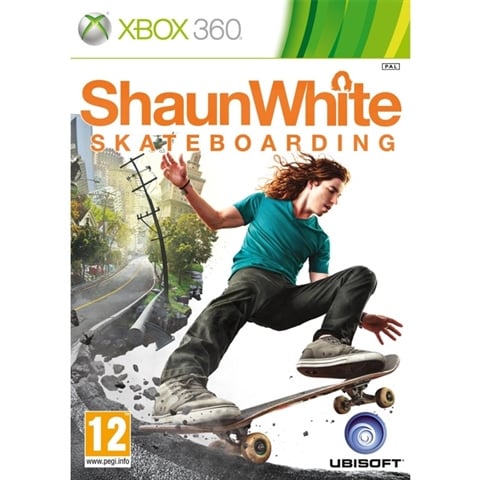 XBOX 360
PAL
ShaunWhite
SKATEBOARDING
12
www.pegi.info
UBISOFT